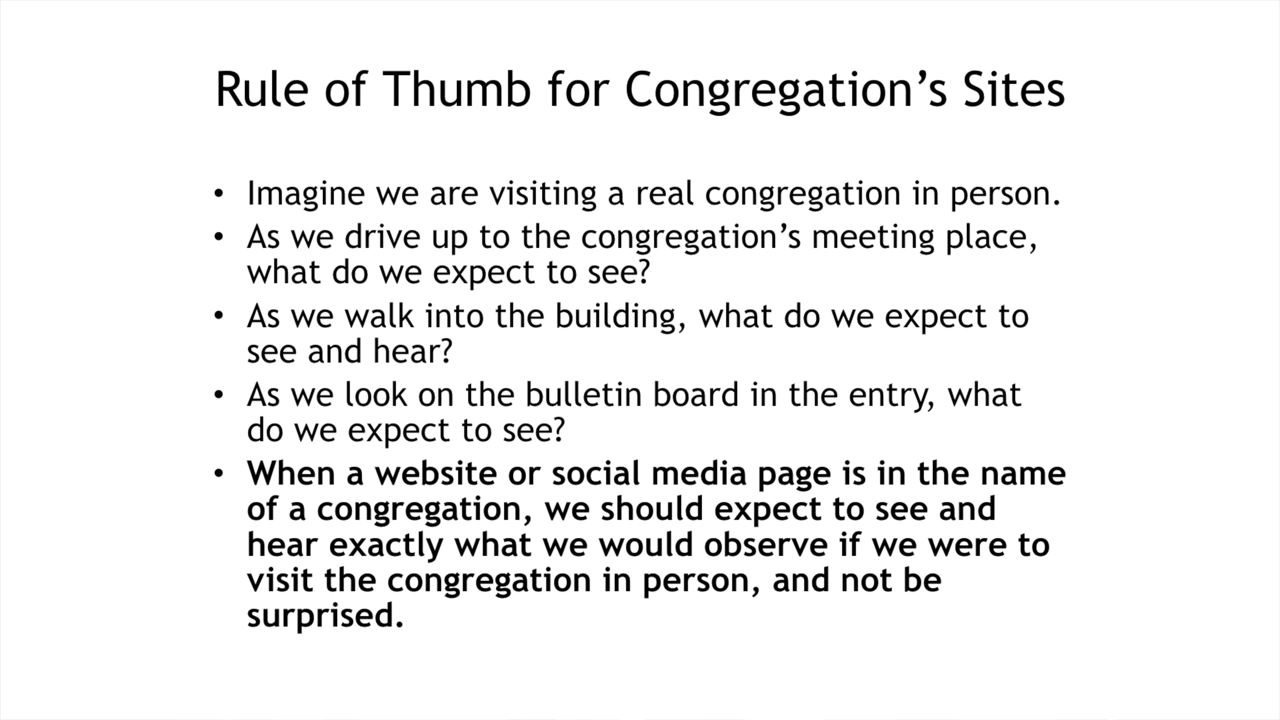 Rule of Thumb for Congregation’s Sites
• Imagine we are visiting a real congregation in person.
• As we drive up to the congregation’s meeting place,
what do we expect to see?
• As we walk into the building, what do we expect to
see and hear?
• As we look on the bulletin board in the entry, what
do we expect to see?
• When a website or social media page is in the name
of a congregation, we should expect to see and
hear exactly what we would observe if we were to
visit the congregation in person, and not be
surprised.